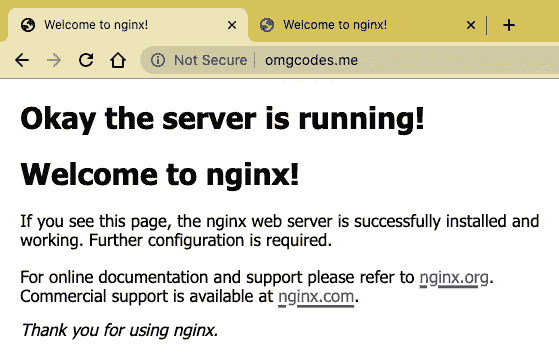 Welcome to nginx!
Welcome to nginx!
Not Secure
omgcodes.me
Okay the server is running!
Welcome to nginx!
If you see this page, the nginx web server is successfully installed and
working. Further configuration is required.
For online documentation and support please refer to nginx.org.
Commercial support is available at nginx.com.
Thank you for using nginx.